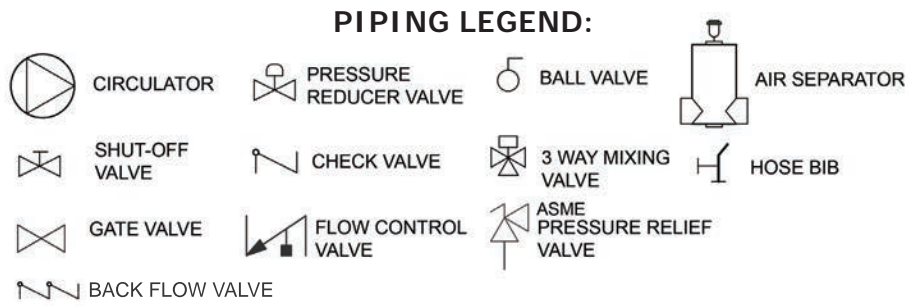 PIPING LEGEND:
CIRCULATOR
PRESSURE
REDUCER VALVE
BALL VALVE
AIR SEPARATOR
SHUT-OFF
VALVE
CHECK VALVE
3 WAY MIXING
VALVE
HOSE BIB
GATE VALVE
FLOW CONTROL
VALVE
ASME
PRESSURE RELIEF
VALVE
BACK FLOW VALVE